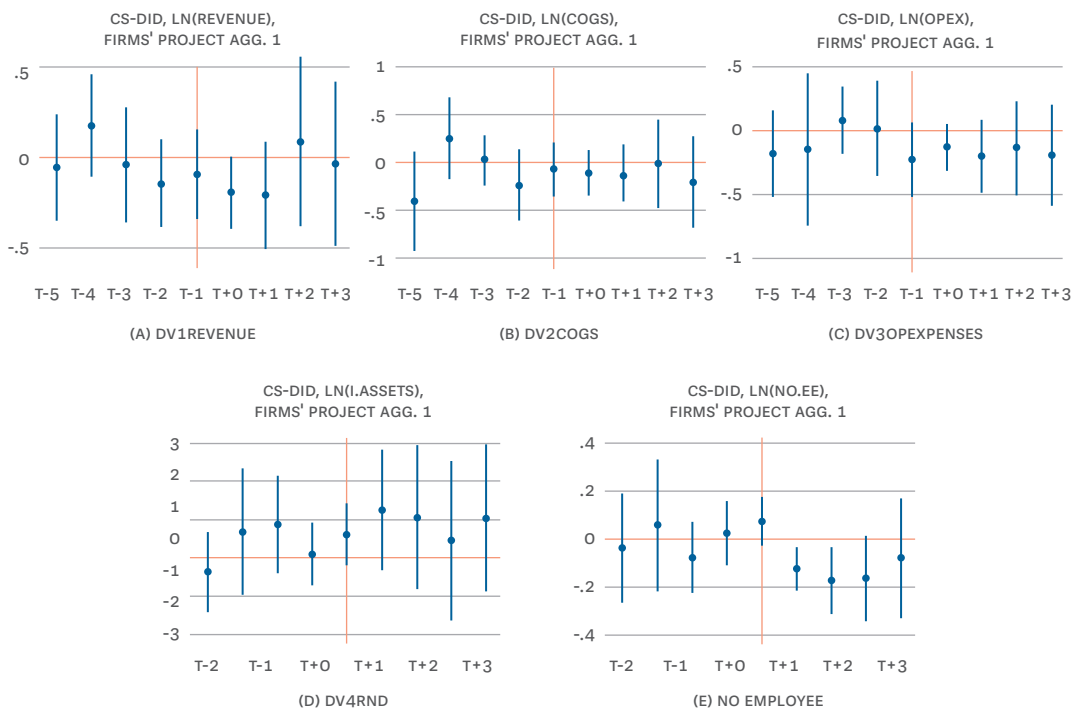 CS-DID, LN(REVENUE),
FIRMS' PROJECT AGG. 1
.5
0
-.5
T-5 T-4 T-3 T-2 T-1 T+0 T+1 T+2 T+3
(A) DV1REVENUE
CS-DID, LN(COGS),
FIRMS' PROJECT AGG. 1
1
.5
0
-.5
-1
T-5 T-4 T-3 T-2 T-1 T+0 T+1 T+2 T+3
(B) DV2COGS
CS-DID, LN(OPEX),
FIRMS' PROJECT AGG. 1
.5
0
-.5
-1
T-5 T-4 T-3 T-2 T-1 T+0 T+1 T+2 T+3
(C) DV3OPEXPENSES
CS-DID, LN(I.ASSETS),
FIRMS' PROJECT AGG. 1
3
2
1
0
-1
-2
-3
T-2 T-1 T+0 T+1 T+2 T+3
(D) DV4RND
CS-DID, LN(NO.EE),
FIRMS' PROJECT AGG. 1
.4
.2
0
-.2
-.4
T-2 T-1 T+0 T+1 T+2 T+3
(E) NO EMPLOYEE